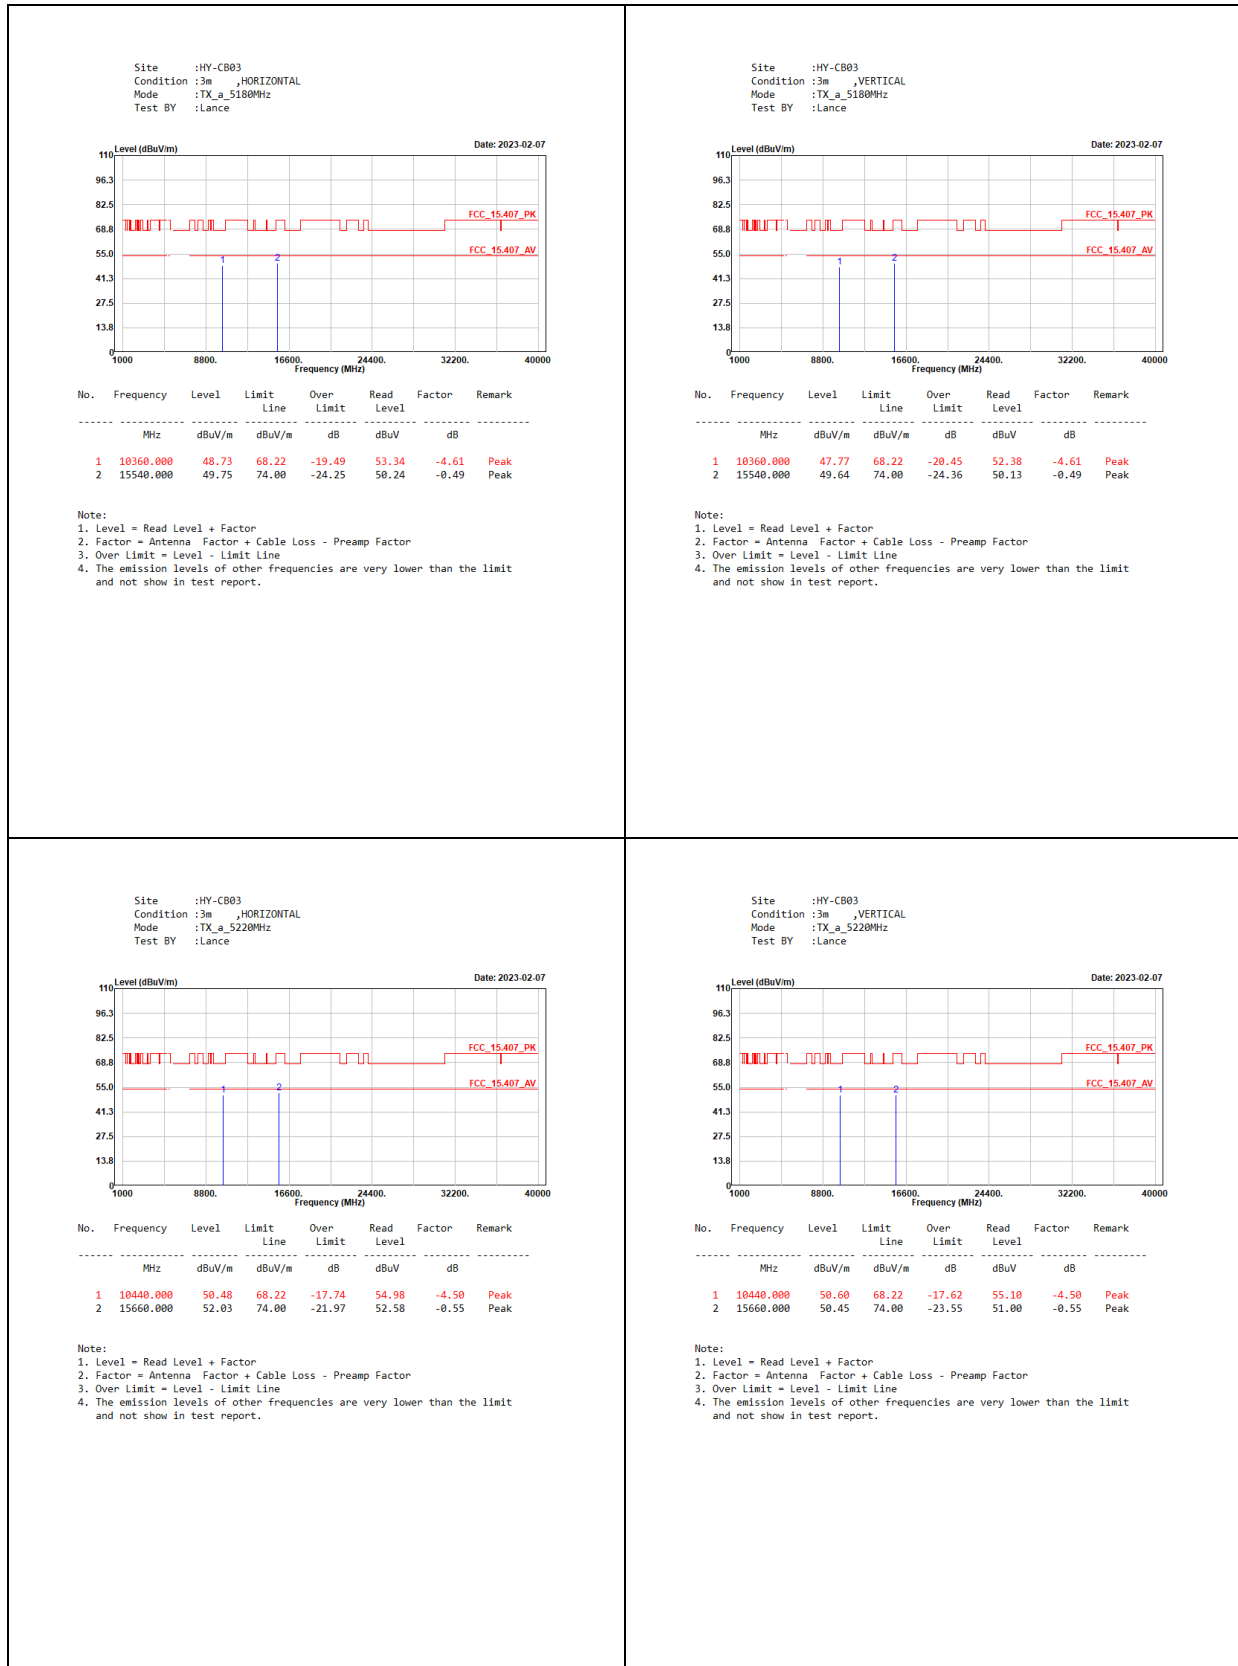 Site      :HY-CB03
Condition :3m    ,HORIZONTAL
Mode      :TX_a_5180MHz
Test BY   :Lance
Level (dBuV/m)
Date: 2023-02-07
110
96.3
82.5
68.8
55.0
41.3
27.5
13.8
0
FCC_15.407_PK
FCC_15.407_AV
1
2
1000 8800. 16600. 24400. 32200. 40000
Frequency (MHz)
No. Frequency Level Limit Over Read Factor Remark
Line Limit Level
------ ----------- -------- --------- --------- -------- -------- ---------
MHz dBuV/m dBuV/m dB dBuV dB
1 10360.000 48.73 68.22 -19.49 53.34 -4.61 Peak
2 15540.000 49.75 74.00 -24.25 50.24 -0.49 Peak
Note:
1. Level = Read Level + Factor
2. Factor = Antenna  Factor + Cable Loss - Preamp Factor
3. Over Limit = Level - Limit Line
4. The emission levels of other frequencies are very lower than the limit
and not show in test report.
Site      :HY-CB03
Condition :3m    ,VERTICAL
Mode      :TX_a_5180MHz
Test BY   :Lance
Level (dBuV/m)
Date: 2023-02-07
110
96.3
82.5
68.8
55.0
41.3
27.5
13.8
0
FCC_15.407_PK
FCC_15.407_AV
1
2
1000 8800. 16600. 24400. 32200. 40000
Frequency (MHz)
No. Frequency Level Limit Over Read Factor Remark
Line Limit Level
------ ----------- -------- --------- --------- -------- -------- ---------
MHz dBuV/m dBuV/m dB dBuV dB
1 10360.000 47.77 68.22 -20.45 52.38 -4.61 Peak
2 15540.000 49.64 74.00 -24.36 50.13 -0.49 Peak
Note:
1. Level = Read Level + Factor
2. Factor = Antenna  Factor + Cable Loss - Preamp Factor
3. Over Limit = Level - Limit Line
4. The emission levels of other frequencies are very lower than the limit
and not show in test report.
Site      :HY-CB03
Condition :3m    ,HORIZONTAL
Mode      :TX_a_5220MHz
Test BY   :Lance
Level (dBuV/m)
Date: 2023-02-07
110
96.3
82.5
68.8
55.0
41.3
27.5
13.8
0
FCC_15.407_PK
FCC_15.407_AV
1
2
1000 8800. 16600. 24400. 32200. 40000
Frequency (MHz)
No. Frequency Level Limit Over Read Factor Remark
Line Limit Level
------ ----------- -------- --------- --------- -------- -------- ---------
MHz dBuV/m dBuV/m dB dBuV dB
1 10440.000 50.48 68.22 -17.74 54.98 -4.50 Peak
2 15660.000 52.03 74.00 -21.97 52.58 -0.55 Peak
Note:
1. Level = Read Level + Factor
2. Factor = Antenna  Factor + Cable Loss - Preamp Factor
3. Over Limit = Level - Limit Line
4. The emission levels of other frequencies are very lower than the limit
and not show in test report.
Site      :HY-CB03
Condition :3m    ,VERTICAL
Mode      :TX_a_5220MHz
Test BY   :Lance
Level (dBuV/m)
Date: 2023-02-07
110
96.3
82.5
68.8
55.0
41.3
27.5
13.8
0
FCC_15.407_PK
FCC_15.407_AV
1
2
1000 8800. 16600. 24400. 32200. 40000
Frequency (MHz)
No. Frequency Level Limit Over Read Factor Remark
Line Limit Level
------ ----------- -------- --------- --------- -------- -------- ---------
MHz dBuV/m dBuV/m dB dBuV dB
1 10440.000 50.60 68.22 -17.62 55.10 -4.50 Peak
2 15660.000 50.45 74.00 -23.55 51.00 -0.55 Peak
Note:
1. Level = Read Level + Factor
2. Factor = Antenna  Factor + Cable Loss - Preamp Factor
3. Over Limit = Level - Limit Line
4. The emission levels of other frequencies are very lower than the limit
and not show in test report.